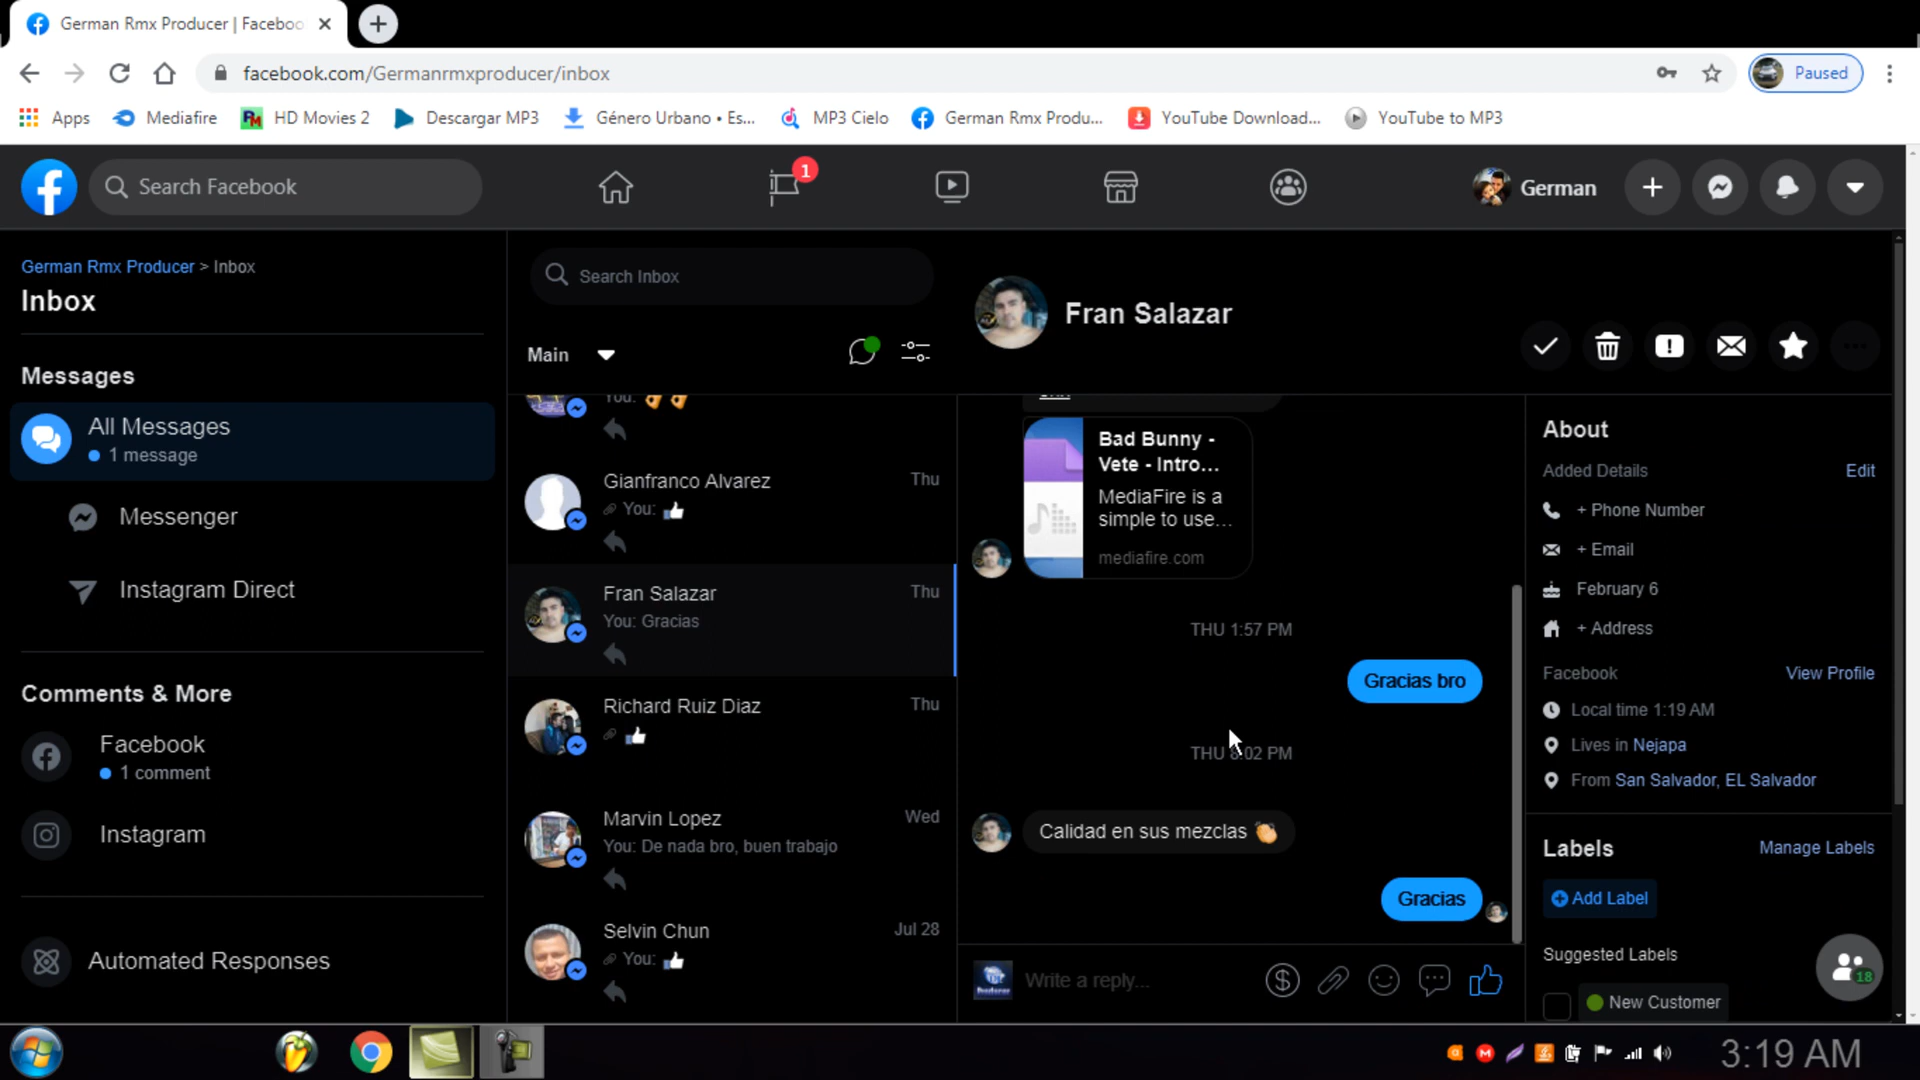 German Rmx Producer | Faceboo
facebook.com/Germanrmxproducer/inbox
Paused
Apps
Mediafire
HD Movies 2
Descargar MP3
Género Urbano • Es...
MP3 Cielo
German Rmx Produ...
YouTube Download...
YouTube to MP3
Search Facebook
1
German
German Rmx Producer > Inbox
Inbox
Messages
All Messages
1 message
Messenger
Instagram Direct
Comments & More
Facebook
1 comment
Instagram
Automated Responses
Search Inbox
Main
You:
Gianfranco Alvarez
Thu
You:
Fran Salazar
Thu
You: Gracias
Richard Ruiz Diaz
Thu
Marvin Lopez
Wed
You: De nada bro, buen trabajo
Selvin Chun
Jul 28
You:
Fran Salazar
Bad Bunny -
Vete - Intro...
MediaFire is a
simple to use...
mediafire.com
THU 1:57 PM
Gracias bro
THU 8:02 PM
Calidad en sus mezclas 👏
Gracias
Write a reply...
About
Added Details
Edit
+ Phone Number
+ Email
February 6
+ Address
Facebook
View Profile
Local time 1:19 AM
Lives in Nejapa
From San Salvador, EL Salvador
Labels
Manage Labels
Add Label
Suggested Labels
New Customer
18
3:19 AM